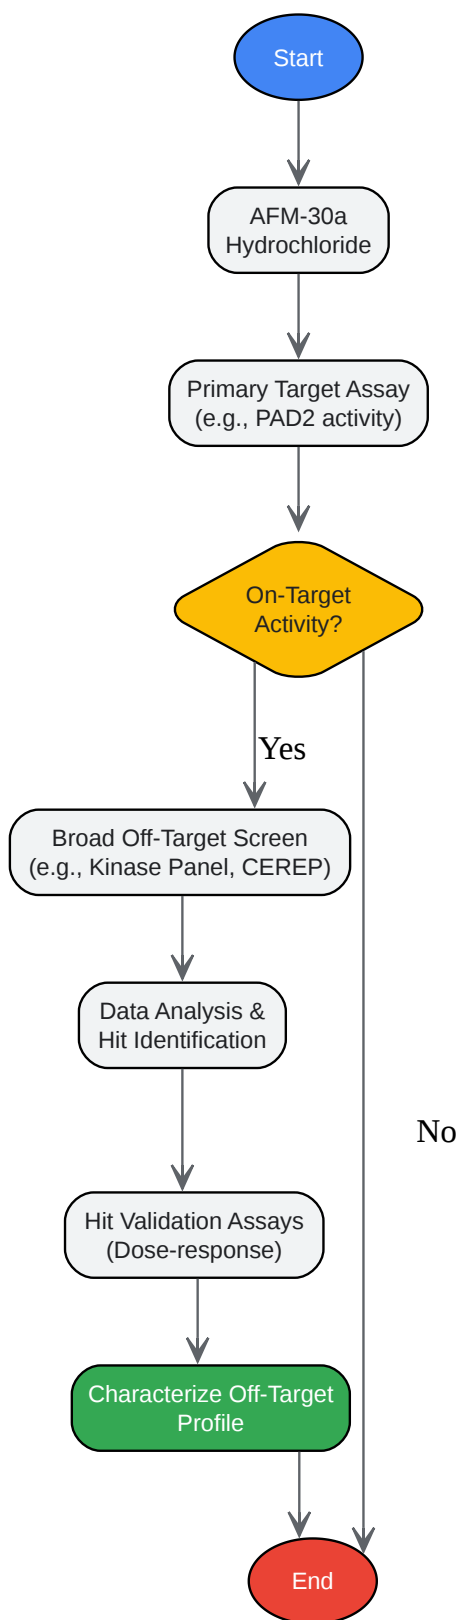 Start
AFM-30a
Hydrochloride
Primary Target Assay
(e.g., PAD2 activity)
On-Target
Activity?
Yes
Broad Off-Target Screen
(e.g., Kinase Panel, CEREP)
Data Analysis &
Hit Identification
No
Hit Validation Assays
(Dose-response)
Characterize Off-Target
Profile
End